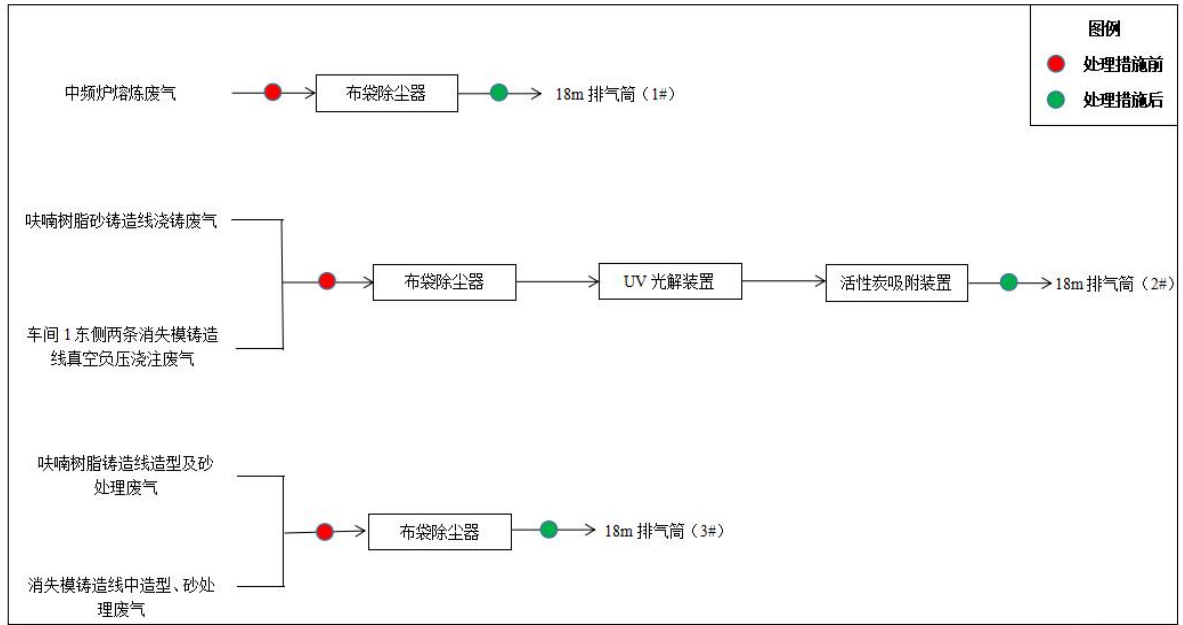 图例
处理措施前
处理措施后
中频炉熔炼废气
布袋除尘器
18m 排气筒（1#）
呋喃树脂砂铸造线浇铸废气
车间 1 东侧两条消失模铸造
线真空负压浇注废气
布袋除尘器
UV 光解装置
活性炭吸附装置
18m 排气筒（2#）
呋喃树脂铸造线造型及砂
处理废气
消失模铸造线中造型、砂处
理废气
布袋除尘器
18m 排气筒（3#）